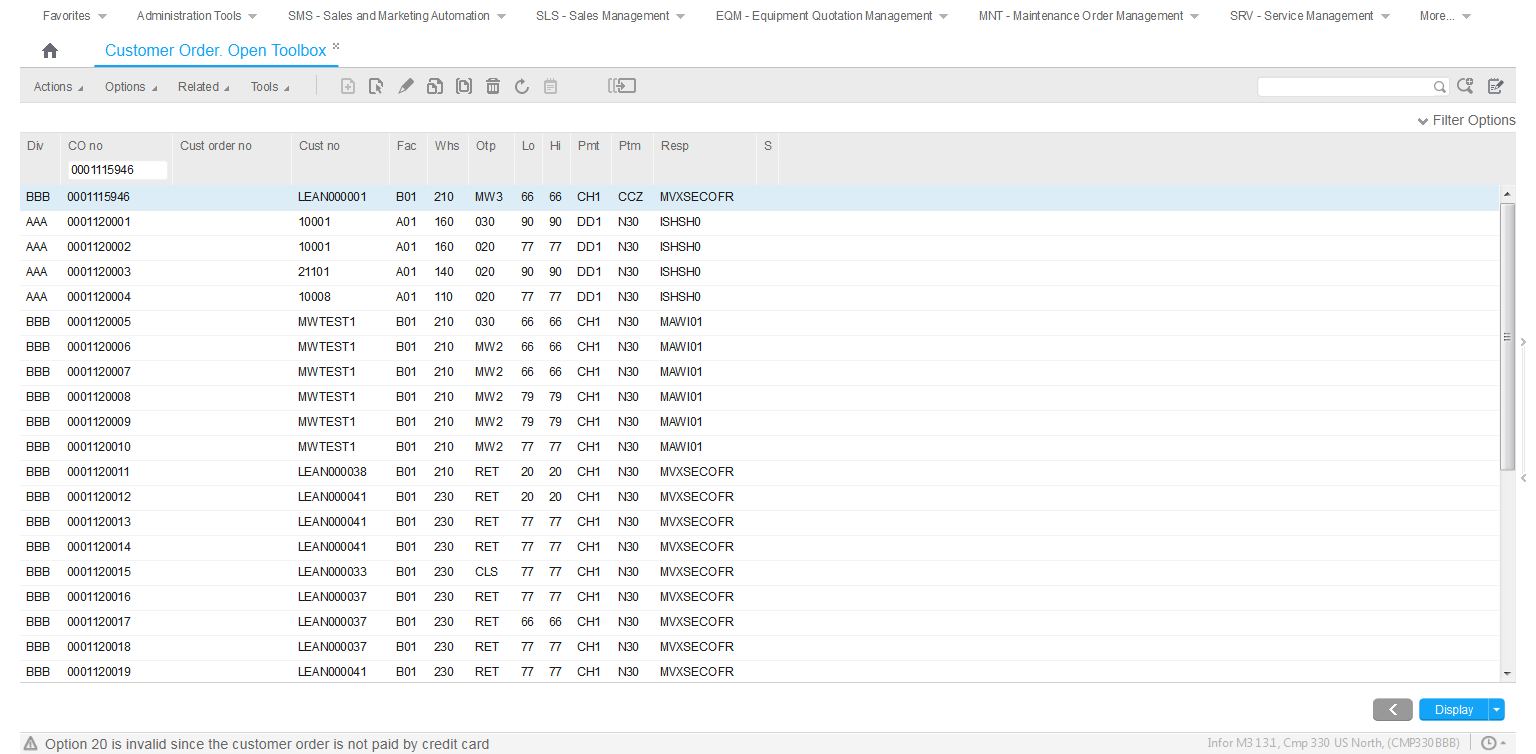 Favorites Administration Tools SMS - Sales and Marketing Automation SLS - Sales Management EQM - Equipment Quotation Management MNT - Maintenance Order Management SRV - Service Management More...
Customer Order. Open Toolbox
Actions Options Related Tools
Filter Options
Div CO no Cust order no Cust no Fac Whs Otp Lo Hi Pmt Ptm Resp S
0001115946
BBB 0001115946 LEAN000001 B01 210 MW3 66 66 CH1 CCZ MVXSECOFR
AAA 0001120001 10001 A01 160 030 90 90 DD1 N30 ISHSH0
AAA 0001120002 10001 A01 160 020 77 77 DD1 N30 ISHSH0
AAA 0001120003 21101 A01 140 020 90 90 DD1 N30 ISHSH0
AAA 0001120004 10008 A01 110 020 77 77 DD1 N30 ISHSH0
BBB 0001120005 MWTEST1 B01 210 030 66 66 CH1 N30 MAWI01
BBB 0001120006 MWTEST1 B01 210 MW2 66 66 CH1 N30 MAWI01
BBB 0001120007 MWTEST1 B01 210 MW2 66 66 CH1 N30 MAWI01
BBB 0001120008 MWTEST1 B01 210 MW2 79 79 CH1 N30 MAWI01
BBB 0001120009 MWTEST1 B01 210 MW2 79 79 CH1 N30 MAWI01
BBB 0001120010 MWTEST1 B01 210 MW2 77 77 CH1 N30 MAWI01
BBB 0001120011 LEAN000038 B01 210 RET 20 20 CH1 N30 MVXSECOFR
BBB 0001120012 LEAN000041 B01 230 RET 20 20 CH1 N30 MVXSECOFR
BBB 0001120013 LEAN000041 B01 230 RET 77 77 CH1 N30 MVXSECOFR
BBB 0001120014 LEAN000041 B01 230 RET 77 77 CH1 N30 MVXSECOFR
BBB 0001120015 LEAN000033 B01 230 CLS 77 77 CH1 N30 MVXSECOFR
BBB 0001120016 LEAN000037 B01 230 RET 77 77 CH1 N30 MVXSECOFR
BBB 0001120017 LEAN000037 B01 230 RET 66 66 CH1 N30 MVXSECOFR
BBB 0001120018 LEAN000037 B01 230 RET 77 77 CH1 N30 MVXSECOFR
BBB 0001120019 LEAN000041 B01 230 RET 77 77 CH1 N30 MVXSECOFR
Display
Option 20 is invalid since the customer order is not paid by credit card Infor M3 13.1, Cmp 330 US North, (CMP330BBB)